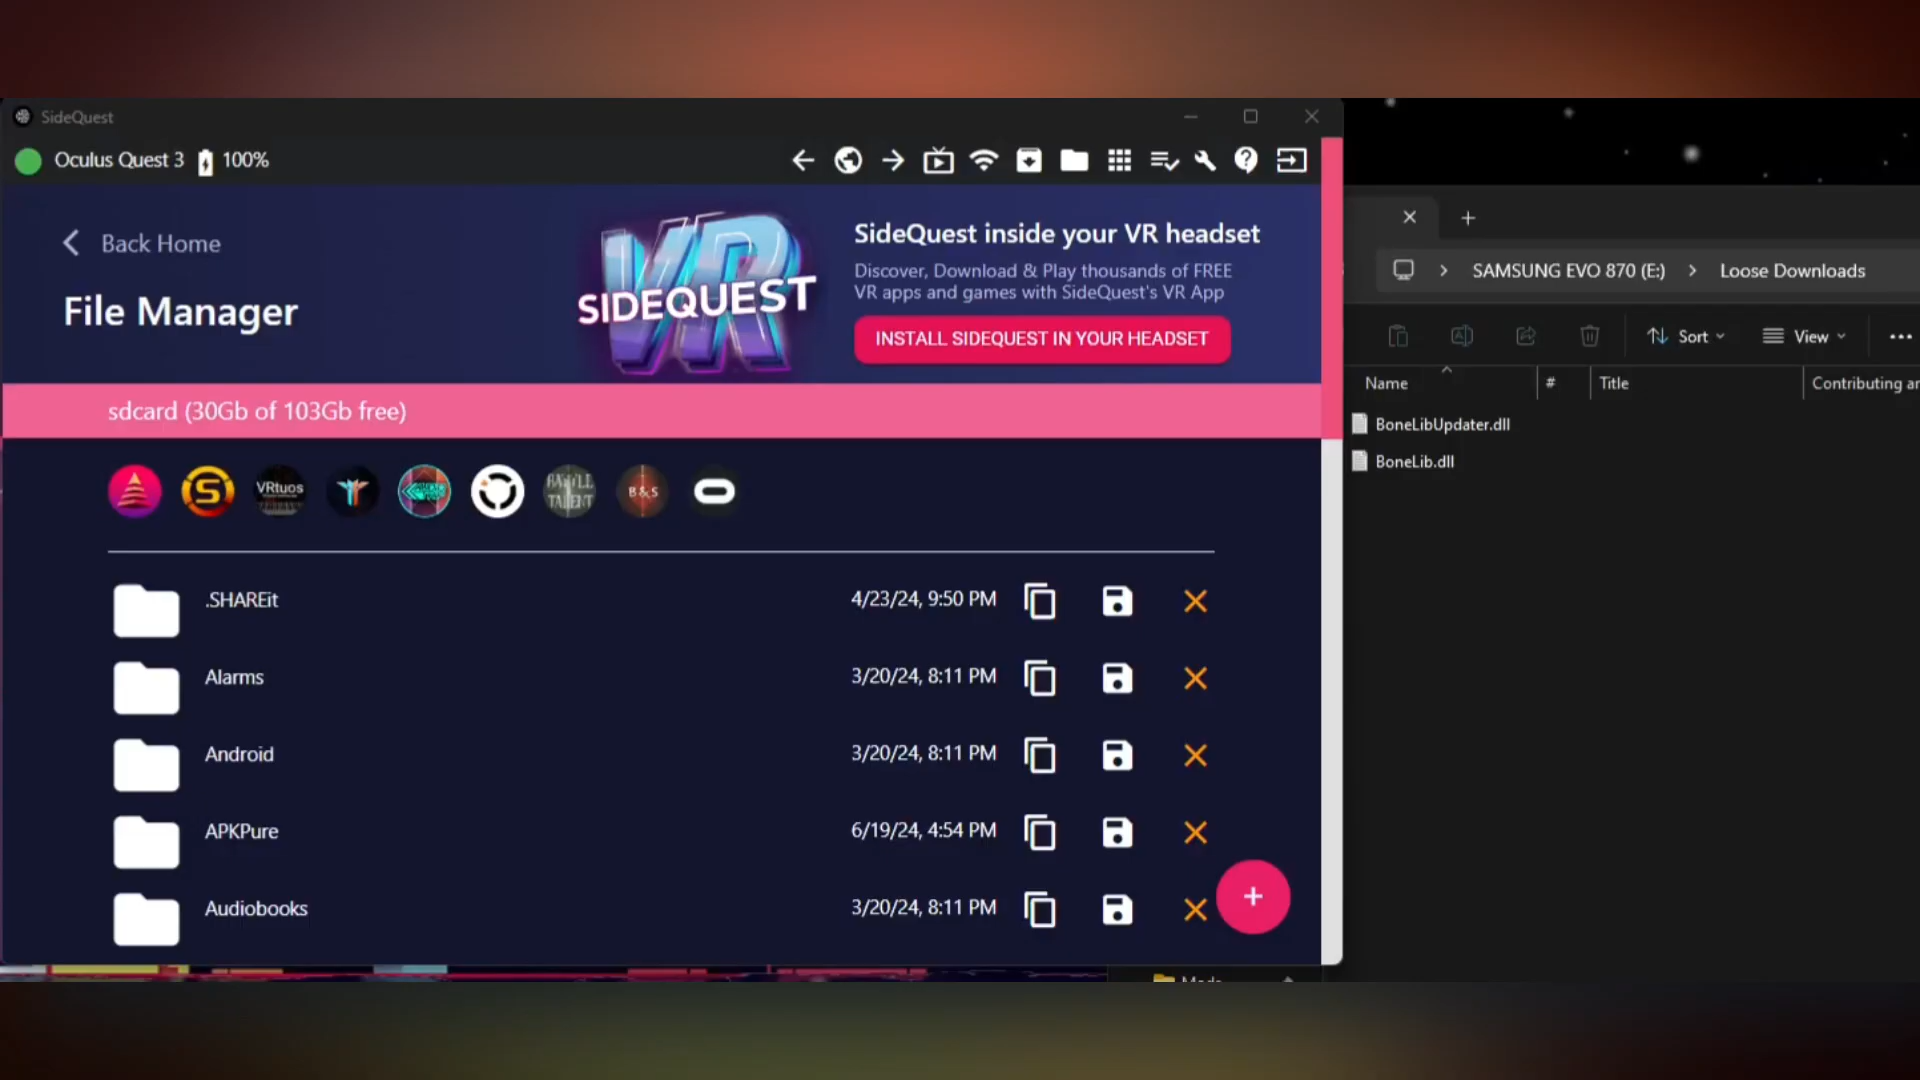 SideQuest
Oculus Quest 3 100%
Back Home
File Manager
VR
SIDEQUEST
SideQuest inside your VR headset
Discover, Download & Play thousands of FREE
VR apps and games with SideQuest's VR App
INSTALL SIDEQUEST IN YOUR HEADSET
sdcard (30Gb of 103Gb free)
S
VRtuos
BATTLE
TALENT
B&S
.SHAREit 4/23/24, 9:50 PM
Alarms 3/20/24, 8:11 PM
Android 3/20/24, 8:11 PM
APKPure 6/19/24, 4:54 PM
Audiobooks 3/20/24, 8:11 PM
SAMSUNG EVO 870 (E:) > Loose Downloads
Sort
View
Name # Title Contributing ar
BoneLibUpdater.dll
BoneLib.dll